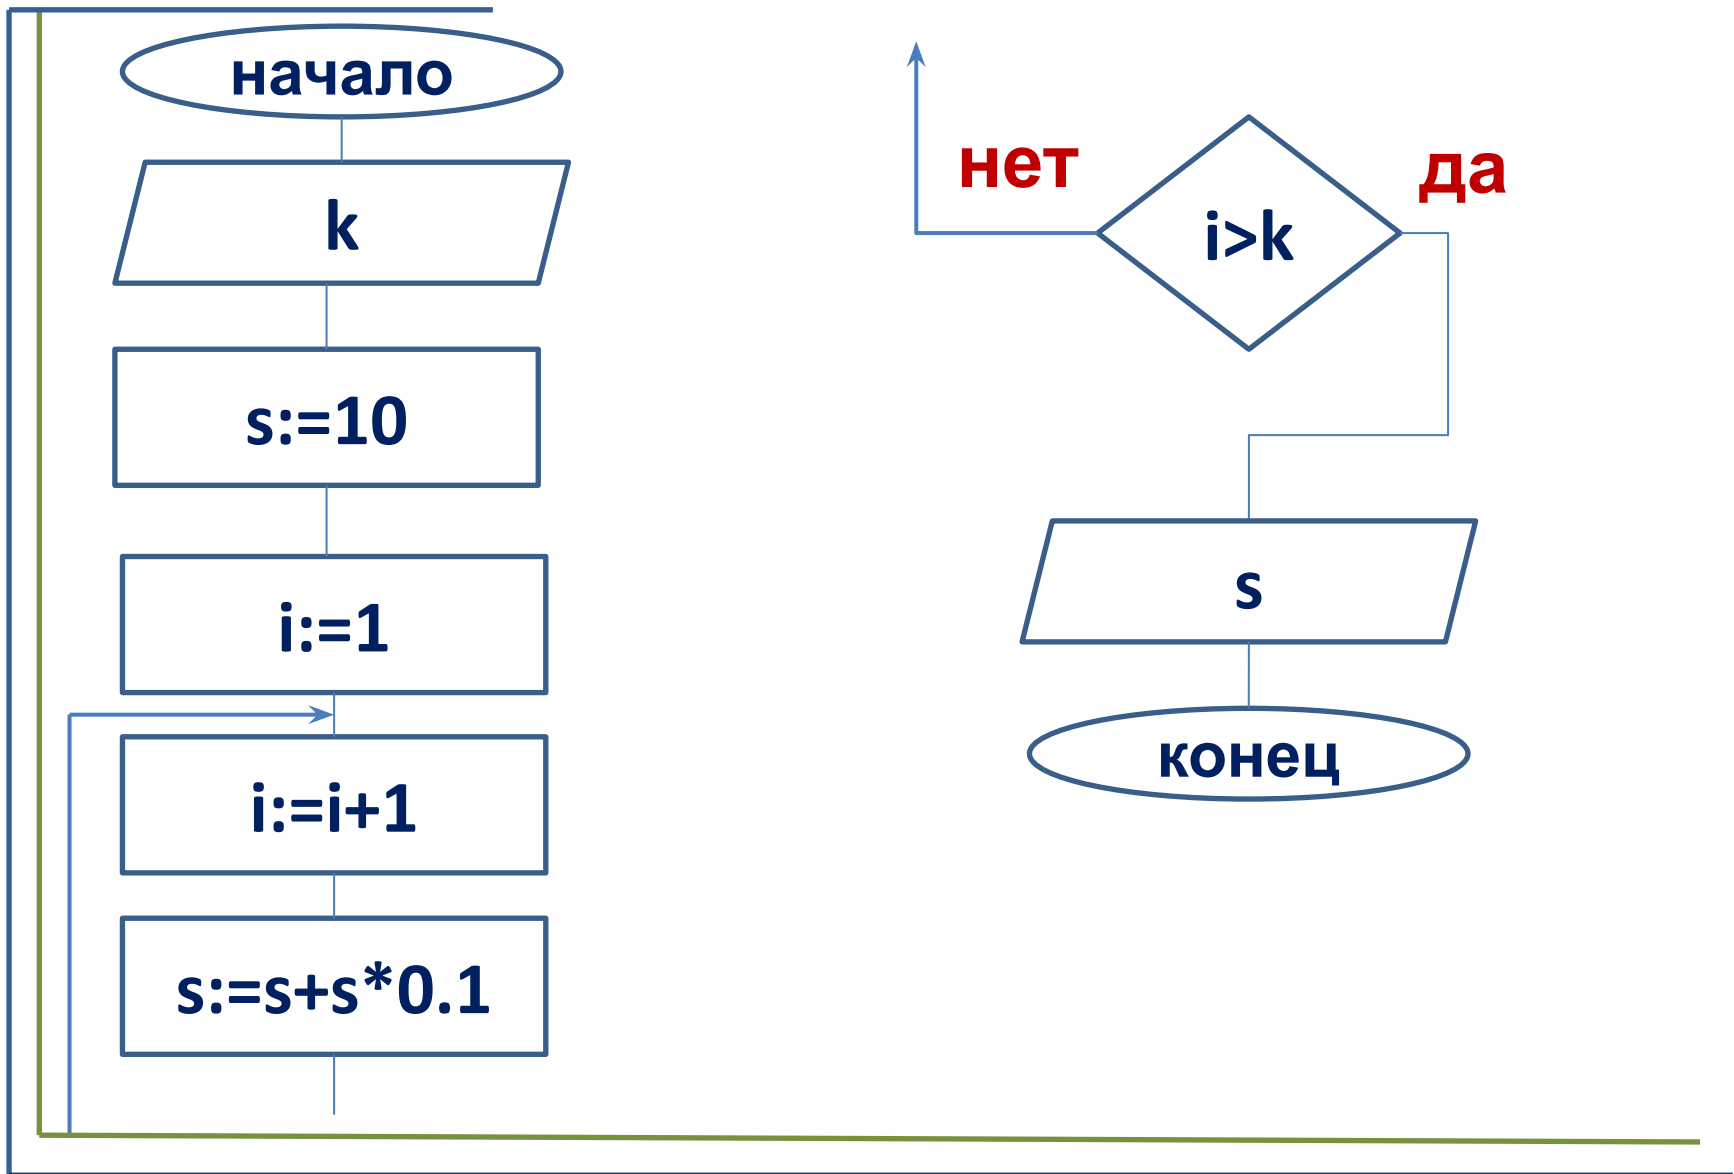 начало
k
s:=10
i:=1
i:=i+1
s:=s+s*0.1
нет
да
i>k
s
конец